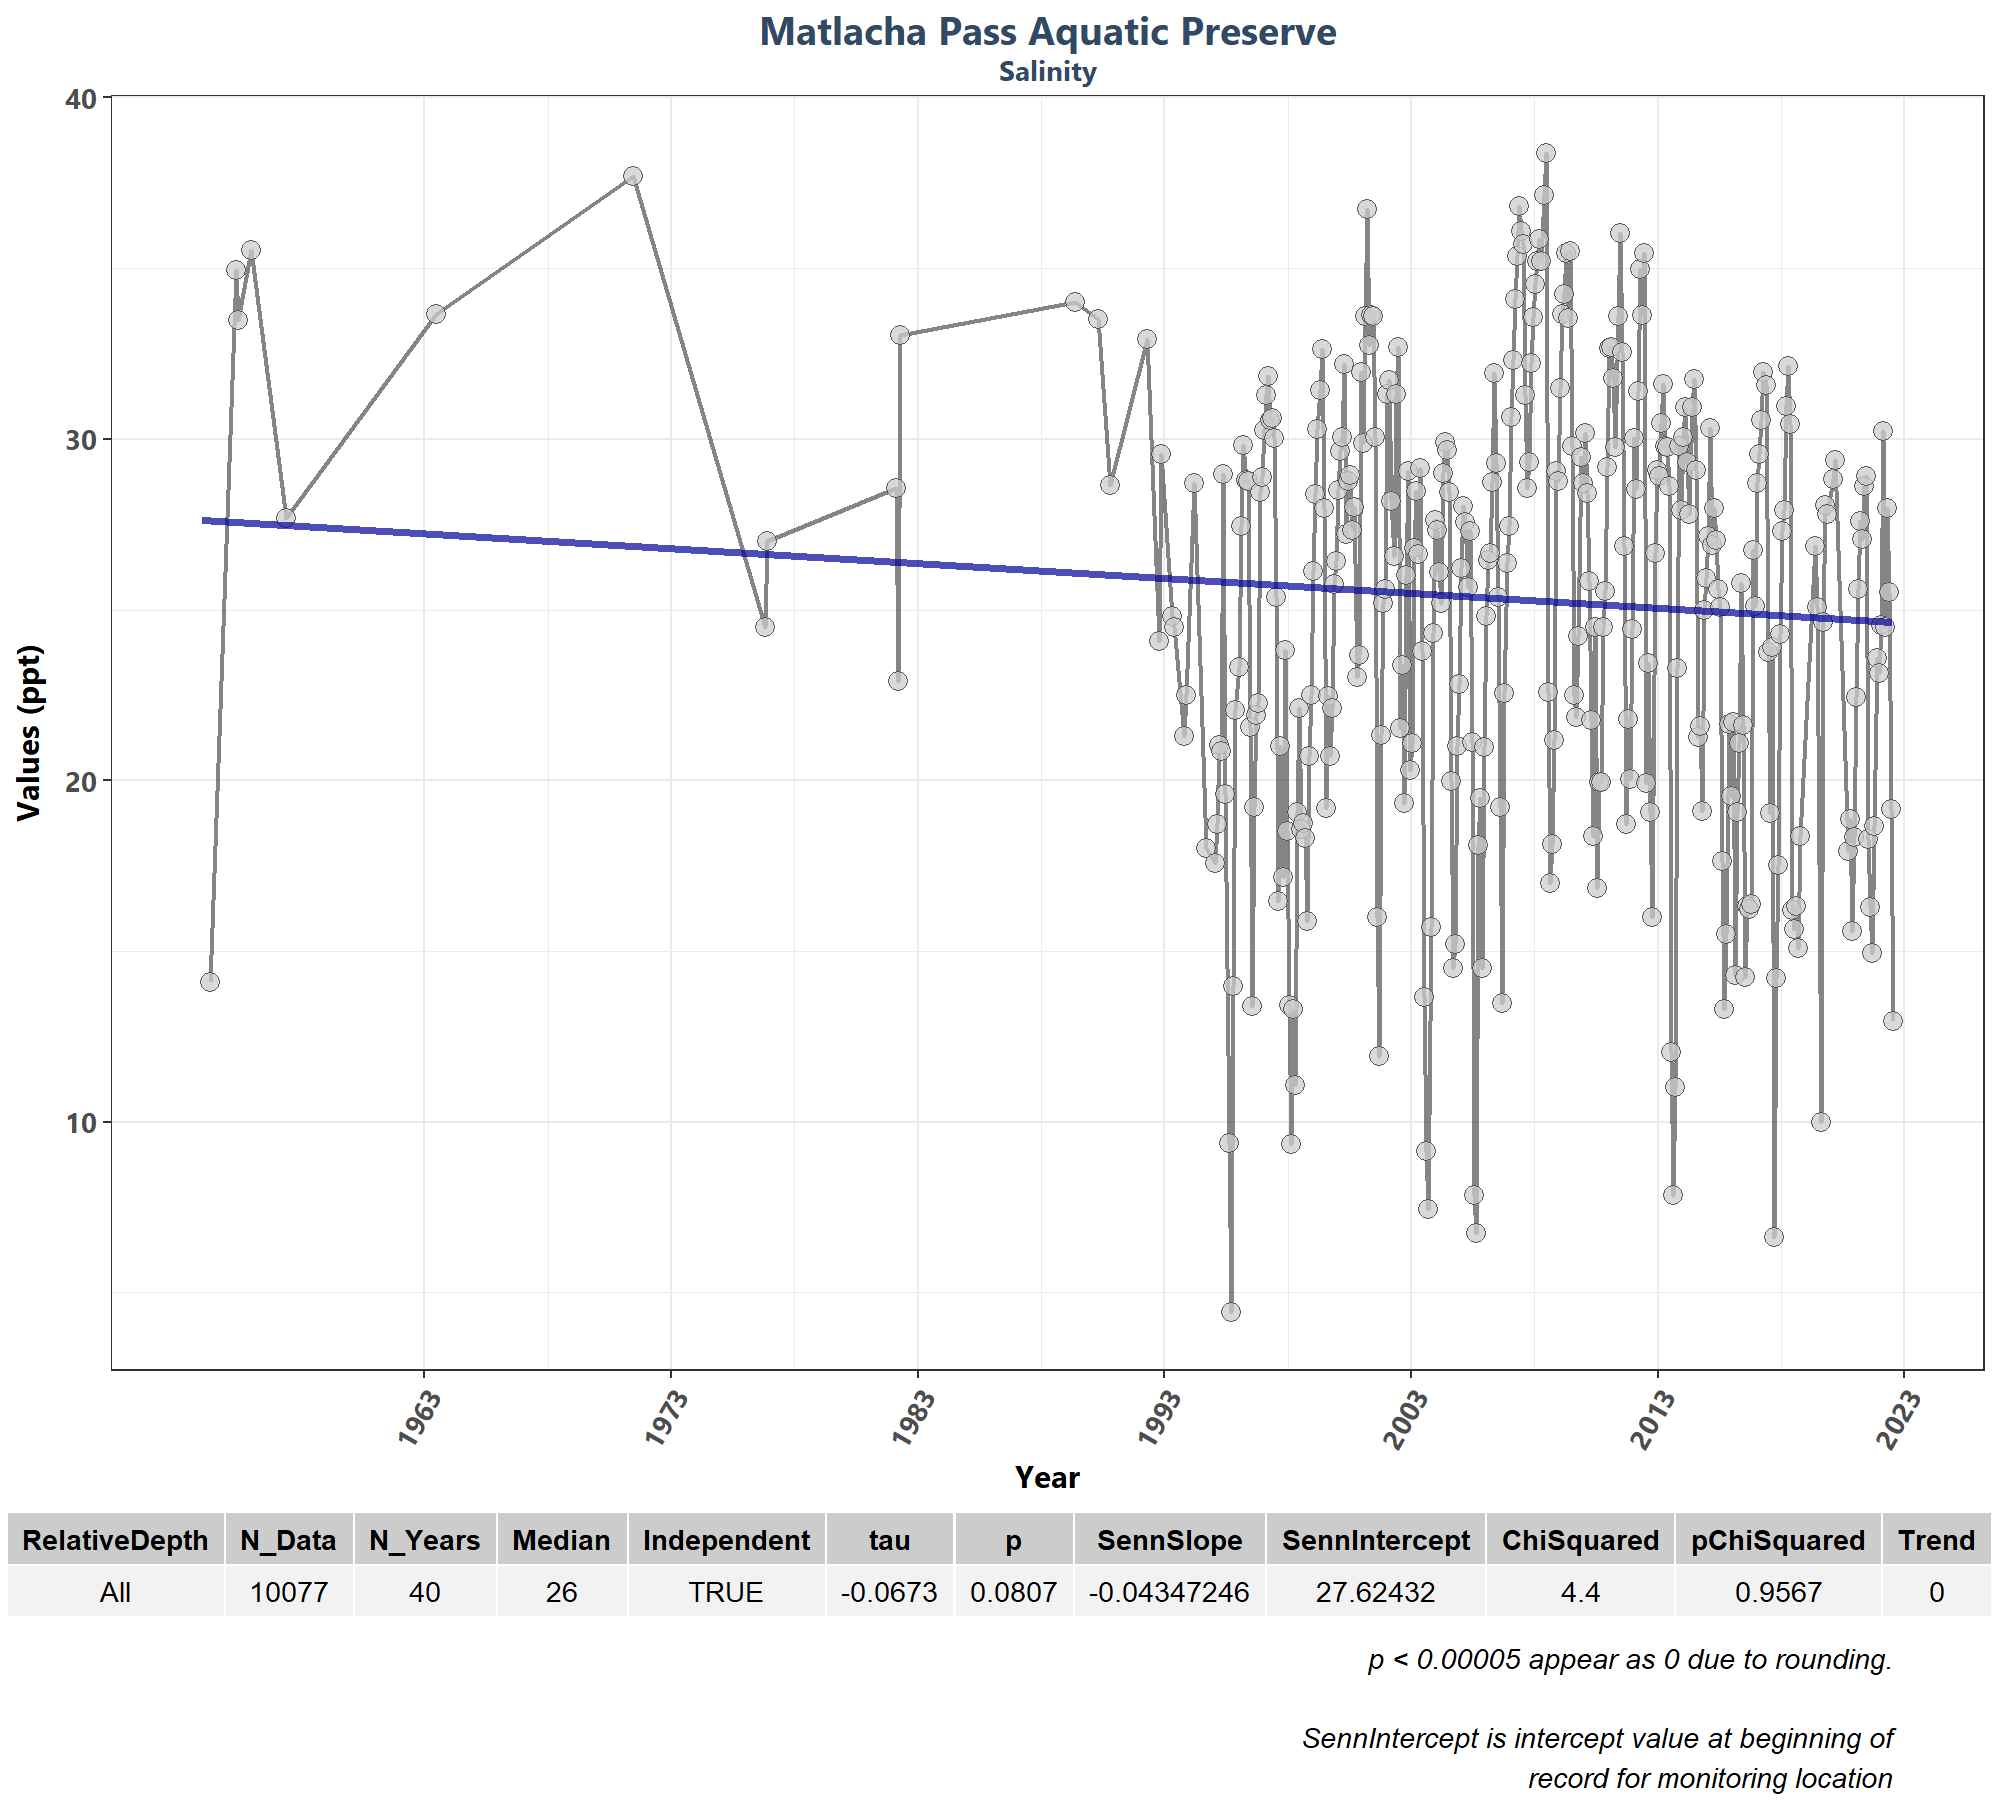 Matlacha Pass Aquatic Preserve
Salinity
Values (ppt)
40
30
20
10
1963 1973 1983 1993 2003 2013 2023
Year
RelativeDepth N_Data N_Years Median Independent tau p SennSlope SennIntercept ChiSquared pChiSquared Trend
All 10077 40 26 TRUE -0.0673 0.0807 -0.04347246 27.62432 4.4 0.9567 0
p < 0.00005 appear as 0 due to rounding.
SennIntercept is intercept value at beginning of
record for monitoring location